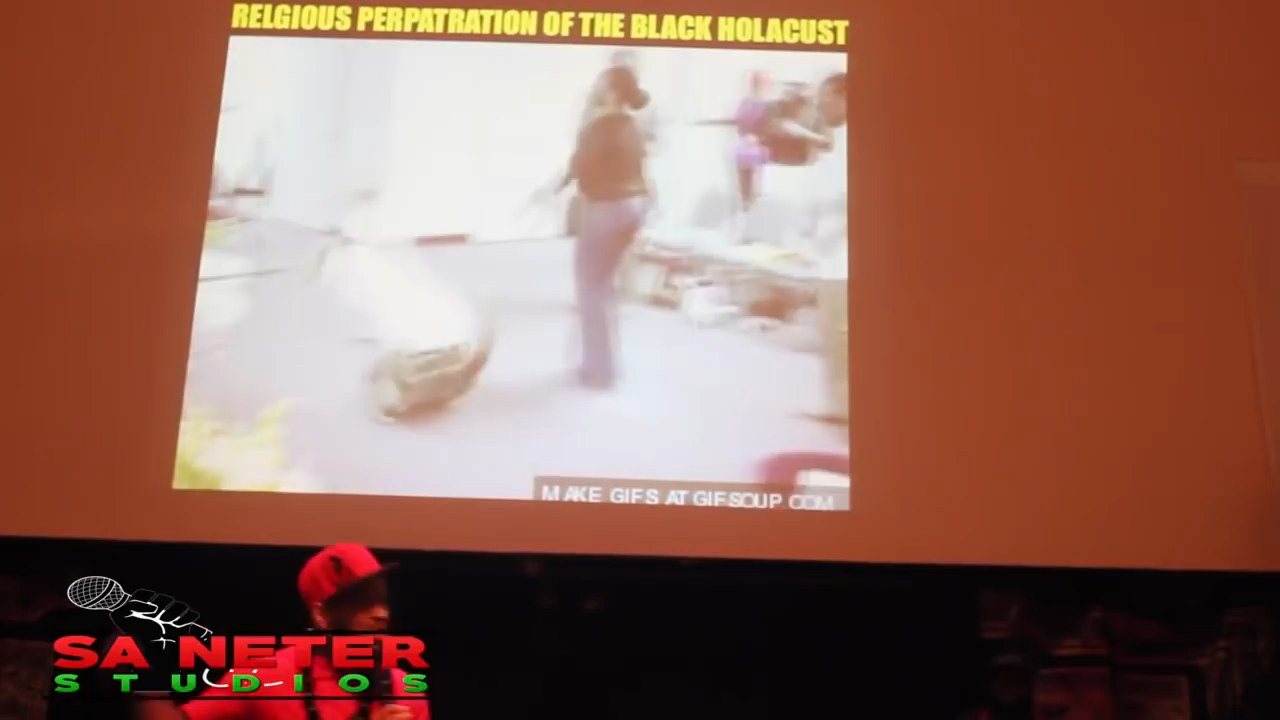 RELGIOUS PERPATRATION OF THE BLACK HOLACUST
MAKE GIFS AT GIFSOUP.COM
SA NETER
STUDIOS